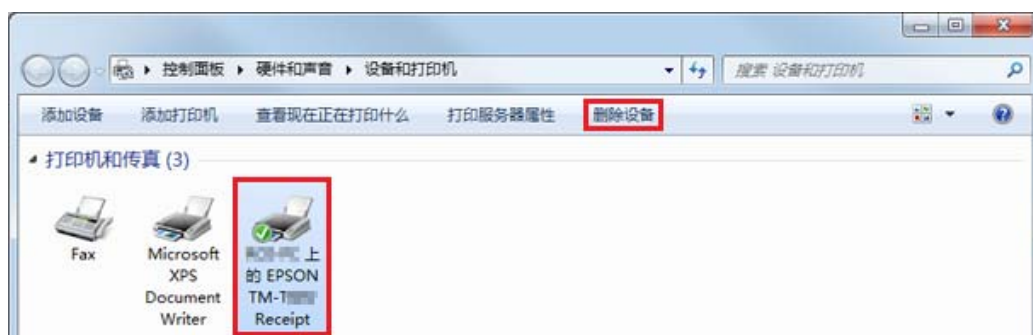 控制面板 ▸ 硬件和声音 ▸ 设备和打印机
搜索 设备和打印机
添加设备 添加打印机 查看现在正在打印什么 打印服务器属性 删除设备
打印机和传真 (3)
Fax
Microsoft
XPS
Document
Writer
上
的 EPSON
TM-T
Receipt